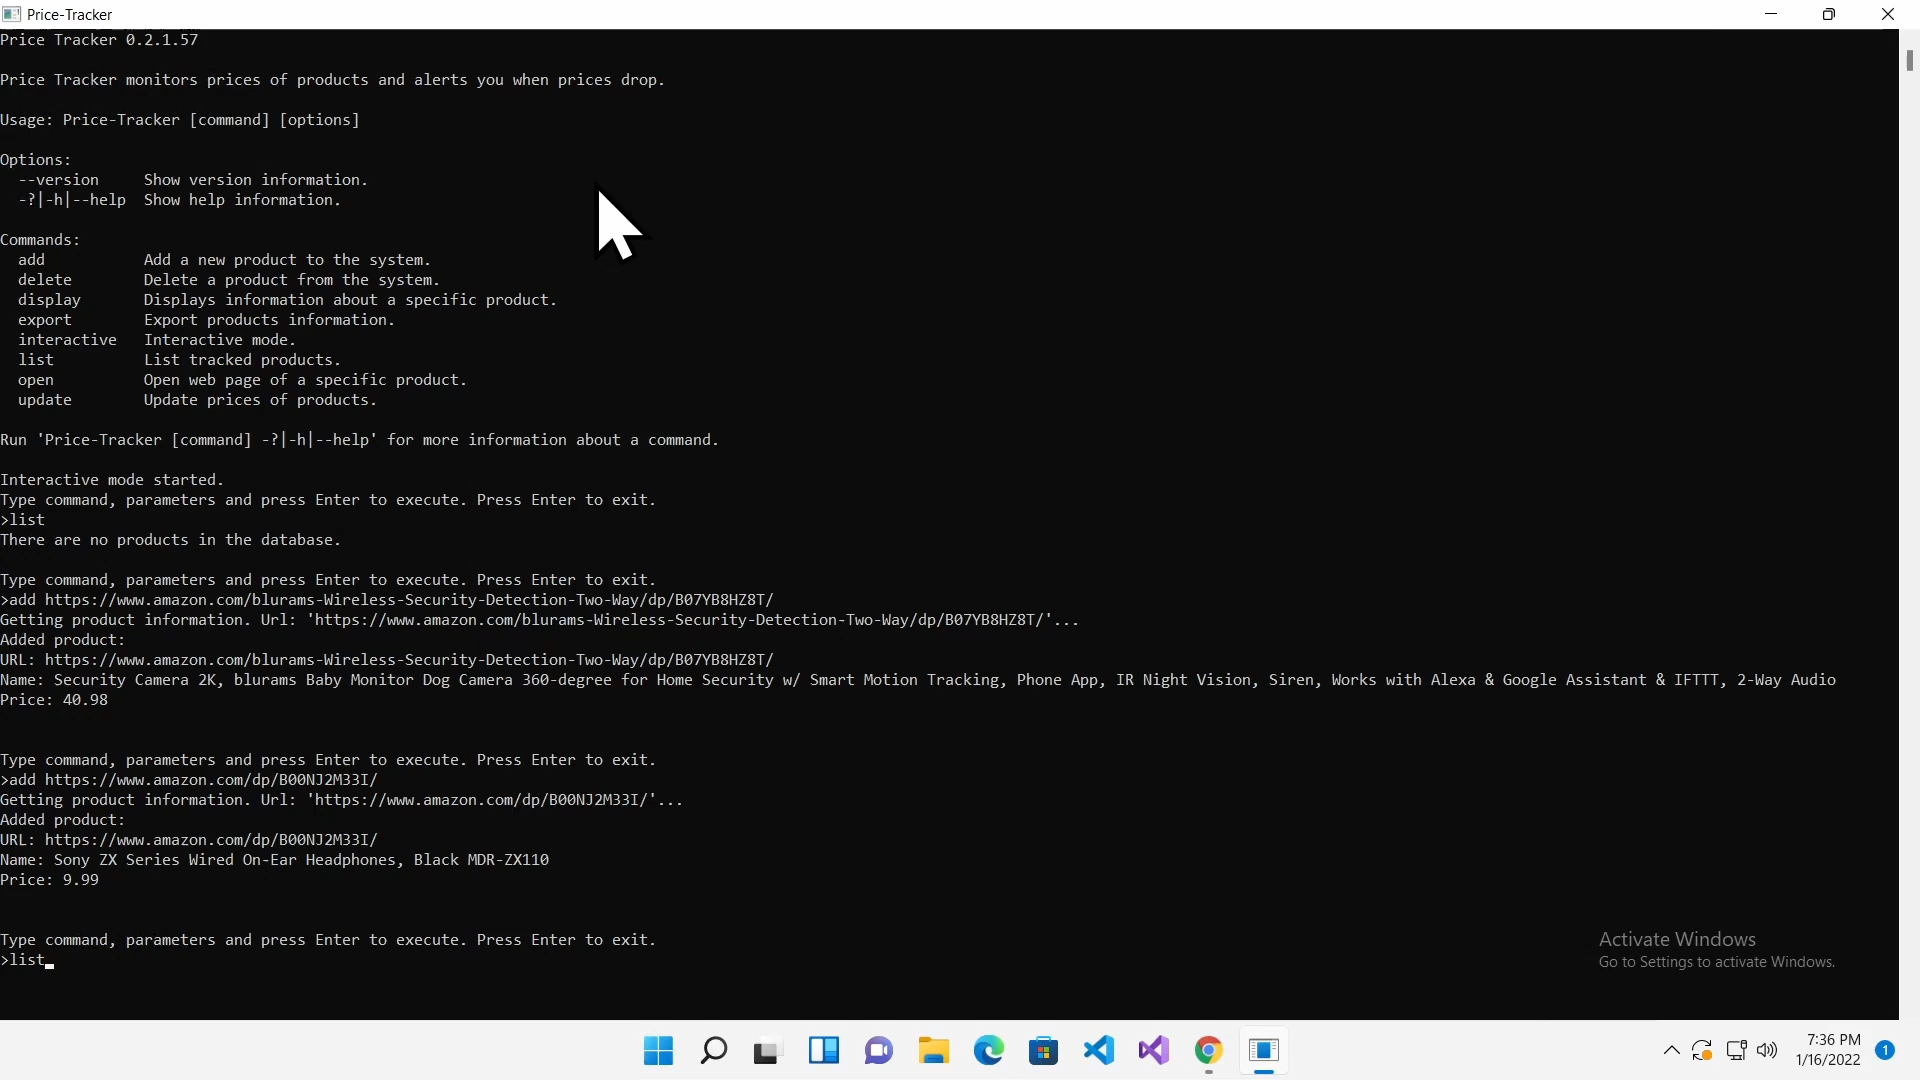 Price-Tracker
Price Tracker 0.2.1.57
Price Tracker monitors prices of products and alerts you when prices drop.
Usage: Price-Tracker [command] [options]
Options:
--version     Show version information.
-?|-h|--help  Show help information.
Commands:
add           Add a new product to the system.
delete        Delete a product from the system.
display       Displays information about a specific product.
export        Export products information.
interactive   Interactive mode.
list          List tracked products.
open          Open web page of a specific product.
update        Update prices of products.
Run 'Price-Tracker [command] -?|-h|--help' for more information about a command.
Interactive mode started.
Type command, parameters and press Enter to execute. Press Enter to exit.
>list
There are no products in the database.
Type command, parameters and press Enter to execute. Press Enter to exit.
>add https://www.amazon.com/blurams-Wireless-Security-Detection-Two-Way/dp/B07YB8HZ8T/
Getting product information. Url: 'https://www.amazon.com/blurams-Wireless-Security-Detection-Two-Way/dp/B07YB8HZ8T/'...
Added product:
URL: https://www.amazon.com/blurams-Wireless-Security-Detection-Two-Way/dp/B07YB8HZ8T/
Name: Security Camera 2K, blurams Baby Monitor Dog Camera 360-degree for Home Security w/ Smart Motion Tracking, Phone App, IR Night Vision, Siren, Works with Alexa & Google Assistant & IFTTT, 2-Way Audio
Price: 40.98
Type command, parameters and press Enter to execute. Press Enter to exit.
>add https://www.amazon.com/dp/B00NJ2M33I/
Getting product information. Url: 'https://www.amazon.com/dp/B00NJ2M33I/'...
Added product:
URL: https://www.amazon.com/dp/B00NJ2M33I/
Name: Sony ZX Series Wired On-Ear Headphones, Black MDR-ZX110
Price: 9.99
Type command, parameters and press Enter to execute. Press Enter to exit.
>list
Activate Windows
Go to Settings to activate Windows.
7:36 PM
1/16/2022
1